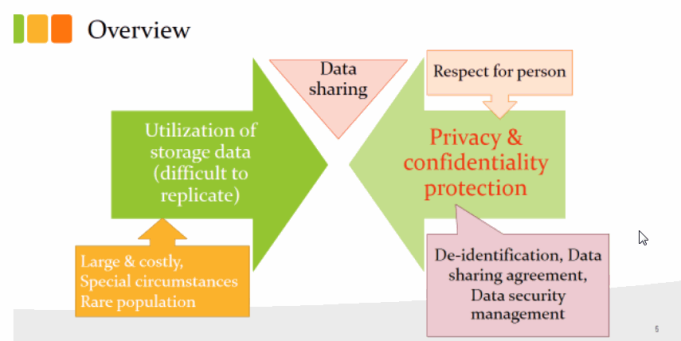 Overview
Data
sharing
Respect for person
Utilization of
storage data
(difficult to
replicate)
Privacy &
confidentiality
protection
Large & costly,
Special circumstances
Rare population
De-identification, Data
sharing agreement,
Data security
management
6